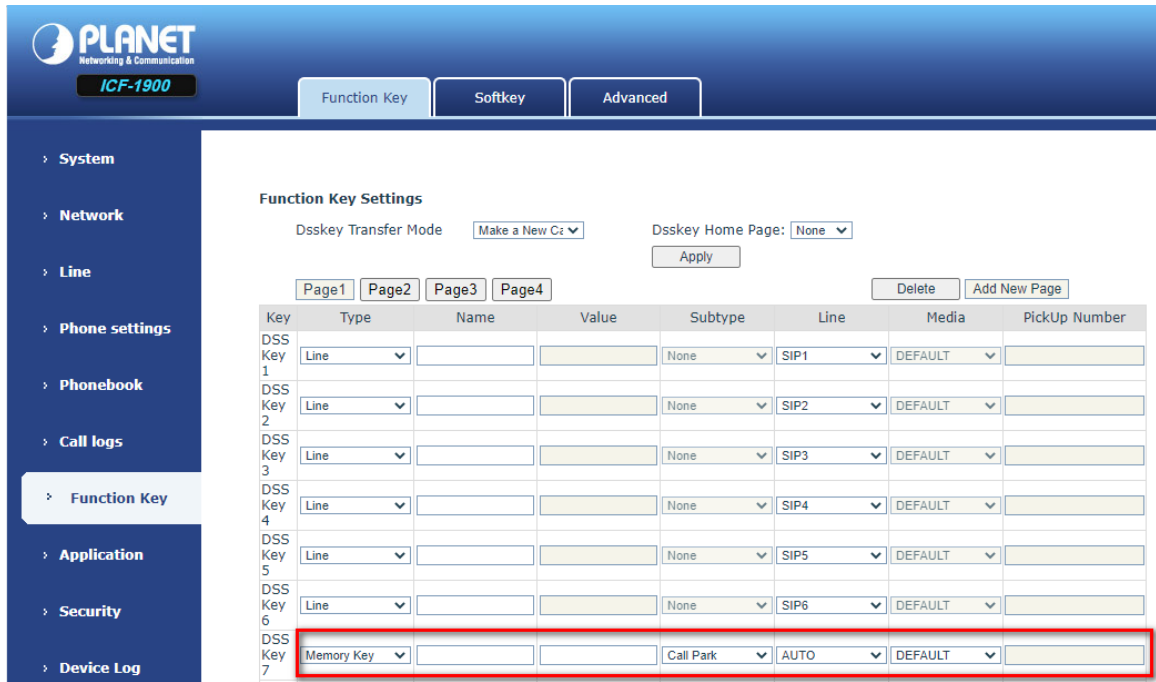 PLANET
Networking & Communication
ICF-1900
Function Key Softkey Advanced
System
Network
Line
Phone settings
Phonebook
Call logs
Function Key
Application
Security
Device Log
Function Key Settings
Dsskey Transfer Mode Make a New Ca Dsskey Home Page: None
Apply
Page1 Page2 Page3 Page4 Delete Add New Page
Key Type Name Value Subtype Line Media PickUp Number
DSS Key 1 Line None SIP1 DEFAULT
DSS Key 2 Line None SIP2 DEFAULT
DSS Key 3 Line None SIP3 DEFAULT
DSS Key 4 Line None SIP4 DEFAULT
DSS Key 5 Line None SIP5 DEFAULT
DSS Key 6 Line None SIP6 DEFAULT
DSS Key 7 Memory Key Call Park AUTO DEFAULT